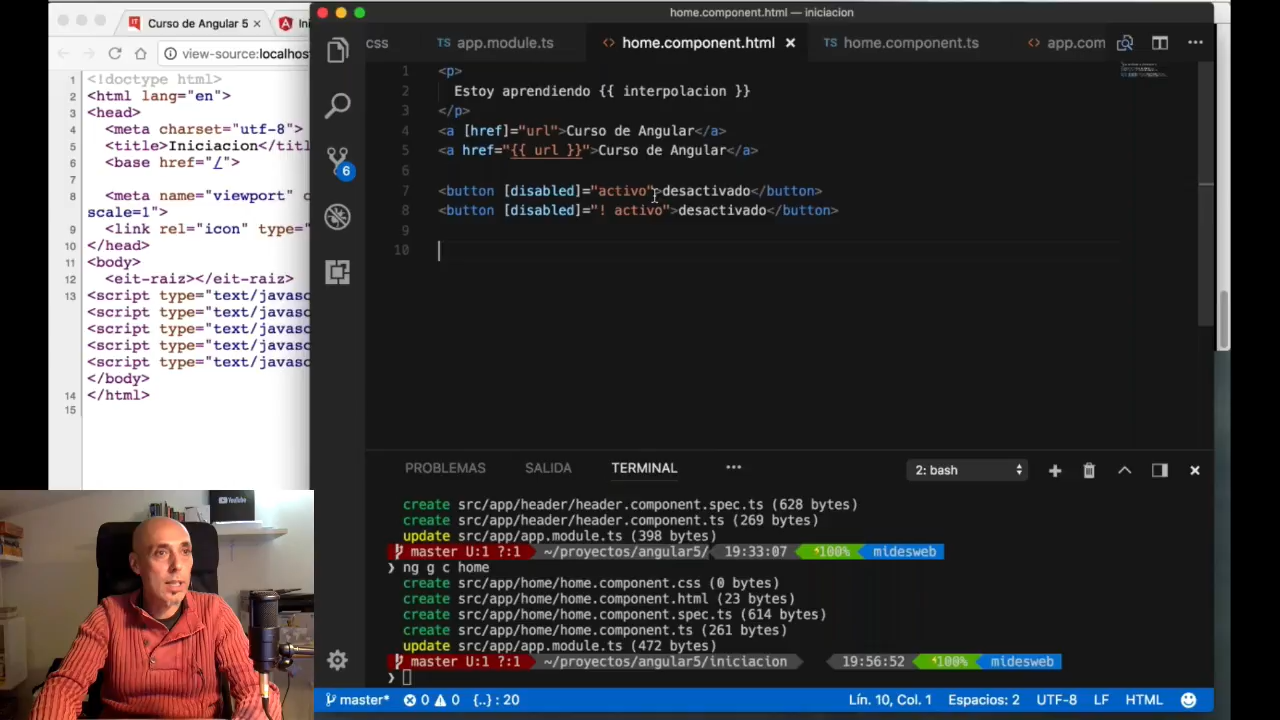 home.component.html — iniciacion
Curso de Angular 5 ×
Ini
view-source:localhos
css
TS app.module.ts
<> home.component.html ×
TS home.component.ts
<> app.com
1 <!doctype html>
2 <html lang="en">
3 <head>
4 <meta charset="utf-8">
5 <title>Iniciacion</titl
6 <base href="/">
7
8 <meta name="viewport" c
scale=1">
9 <link rel="icon" type="
10 </head>
11 <body>
12 <eit-raiz></eit-raiz>
13 <script type="text/javasc
<script type="text/javasc
<script type="text/javasc
<script type="text/javasc
<script type="text/javasc
</body>
14 </html>
15
1 <p>
2 Estoy aprendiendo {{ interpolacion }}
3 </p>
4 <a [href]="url">Curso de Angular</a>
5 <a href="{{ url }}">Curso de Angular</a>
6
7 <button [disabled]="activo">desactivado</button>
8 <button [disabled]="! activo">desactivado</button>
9
10
6
PROBLEMAS SALIDA TERMINAL ••• 2: bash
create src/app/header/header.component.spec.ts (628 bytes)
create src/app/header/header.component.ts (269 bytes)
update src/app/app.module.ts (398 bytes)
master U:1 ?:1 ~/proyectos/angular5/ 19:33:07 100% midesweb
❯ ng g c home
create src/app/home/home.component.css (0 bytes)
create src/app/home/home.component.html (23 bytes)
create src/app/home/home.component.spec.ts (614 bytes)
create src/app/home/home.component.ts (261 bytes)
update src/app/app.module.ts (472 bytes)
master U:1 ?:1 ~/proyectos/angular5/iniciacion 19:56:52 100% midesweb
❯
YouTube
master* 0 0 {..} : 20 Lín. 10, Col. 1 Espacios: 2 UTF-8 LF HTML